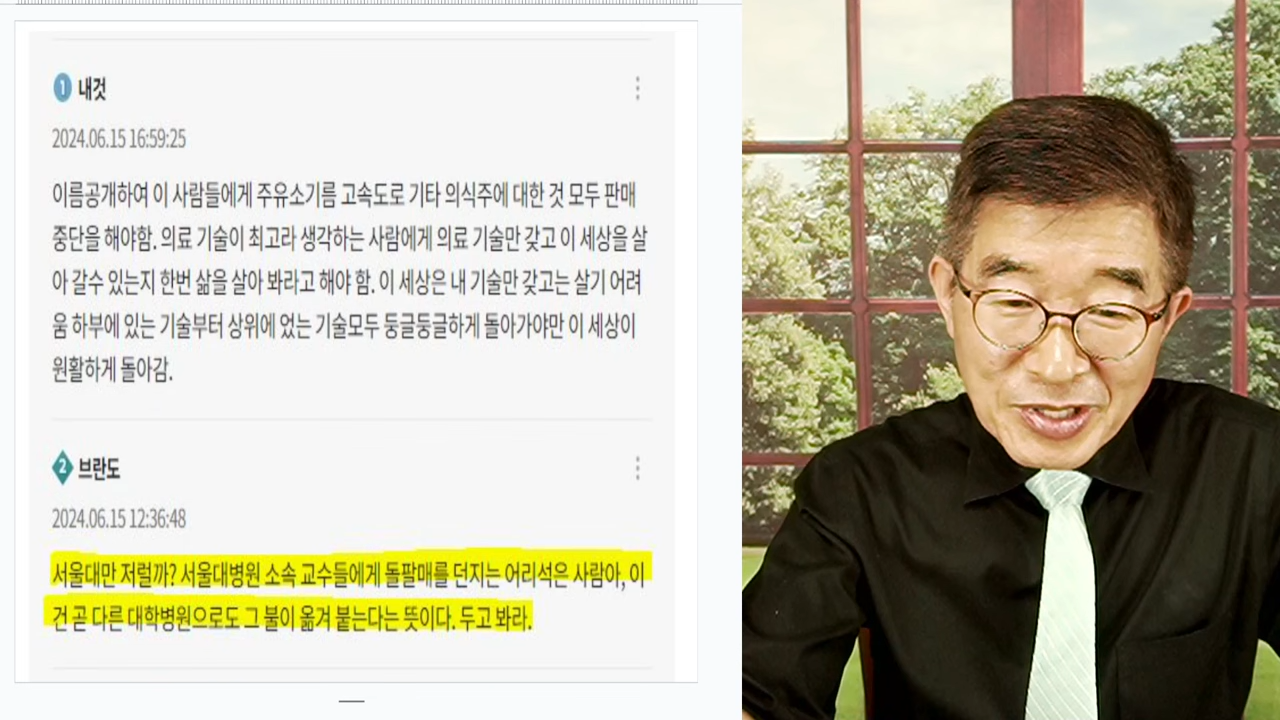 1 내것
2024.06.15 16:59:25
이름공개하여 이 사람들에게 주유소기름 고속도로 기타 의식주에 대한 것 모두 판매
중단을 해야함. 의료 기술이 최고라 생각하는 사람에게 의료 기술만 갖고 이 세상을 살
아 갈수 있는지 한번 삶을 살아 봐라고 해야 함. 이 세상은 내 기술만 갖고는 살기 어려
움 하부에 있는 기술부터 상위에 었는 기술모두 둥글둥글하게 돌아가야만 이 세상이
원활하게 돌아감.
2 브란도
2024.06.15 12:36:48
서울대만 저럴까? 서울대병원 소속 교수들에게 돌팔매를 던지는 어리석은 사람아, 이
건 곧 다른 대학병원으로도 그 불이 옮겨 붙는다는 뜻이다. 두고 봐라.